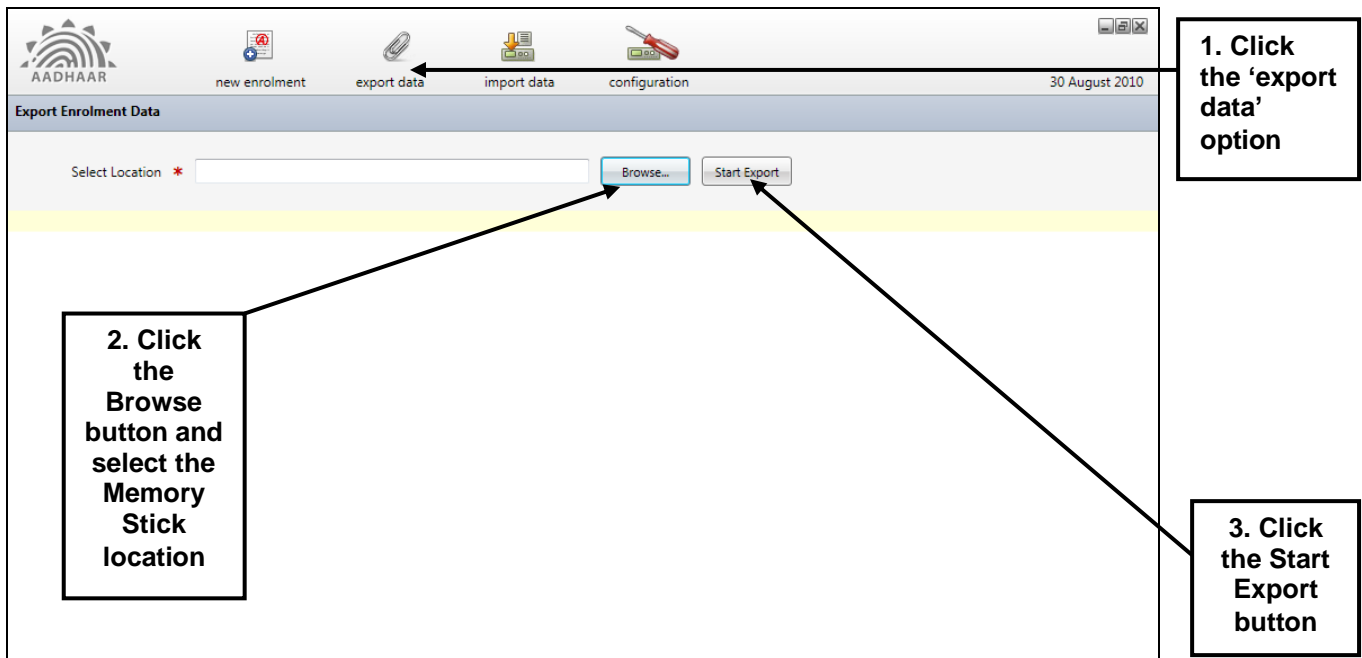 AADHAAR
new enrolment
export data
import data
configuration
30 August 2010
Export Enrolment Data
Select Location *
Browse...
Start Export
1. Click
the ‘export
data’
option
2. Click
the
Browse
button and
select the
Memory
Stick
location
3. Click
the Start
Export
button